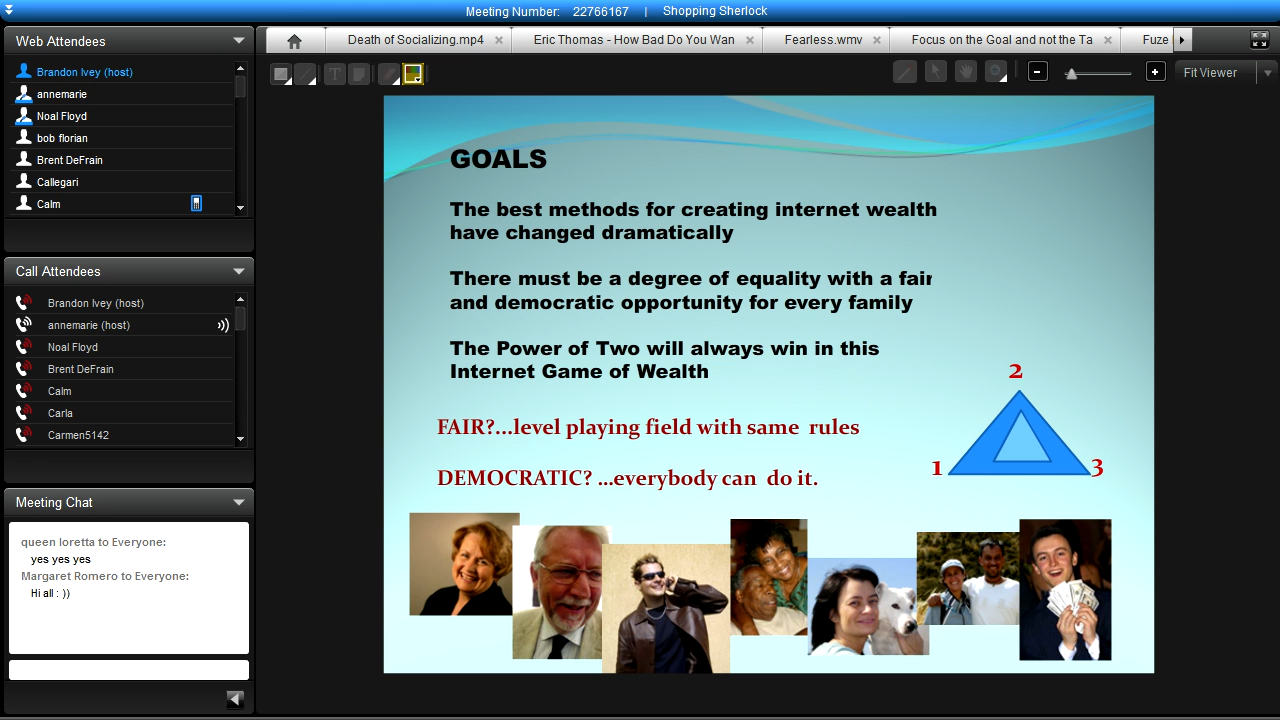 Meeting Number: 22766167 | Shopping Sherlock
Web Attendees
Brandon Ivey (host)
annemarie
Noal Floyd
bob florian
Brent DeFrain
Callegari
Calm
Call Attendees
Brandon Ivey (host)
annemarie (host)
Noal Floyd
Brent DeFrain
Calm
Carla
Carmen5142
Meeting Chat
queen loretta to Everyone:
yes yes yes
Margaret Romero to Everyone:
Hi all : ))
Death of Socializing.mp4
Eric Thomas - How Bad Do You Wan
Fearless.wmv
Focus on the Goal and not the Ta
Fuze
T
Fit Viewer
GOALS
The best methods for creating internet wealth
have changed dramatically
There must be a degree of equality with a fair
and democratic opportunity for every family
The Power of Two will always win in this
Internet Game of Wealth
FAIR?...level playing field with same rules
DEMOCRATIC? ...everybody can do it.
2
1
3